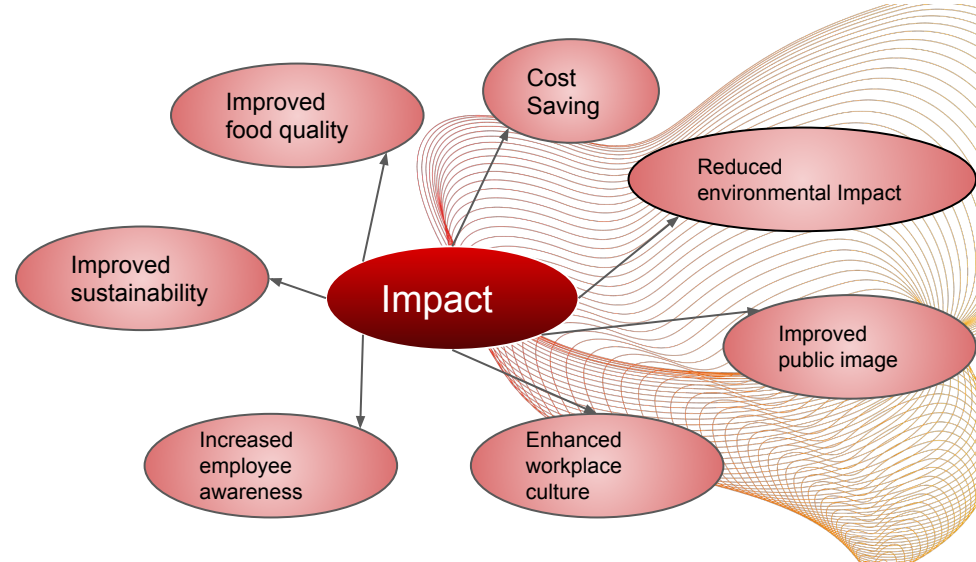 Cost
Saving
Improved
food quality
Reduced
environmental Impact
Improved
sustainability
Impact
Improved
public image
Increased
employee
awareness
Enhanced
workplace
culture